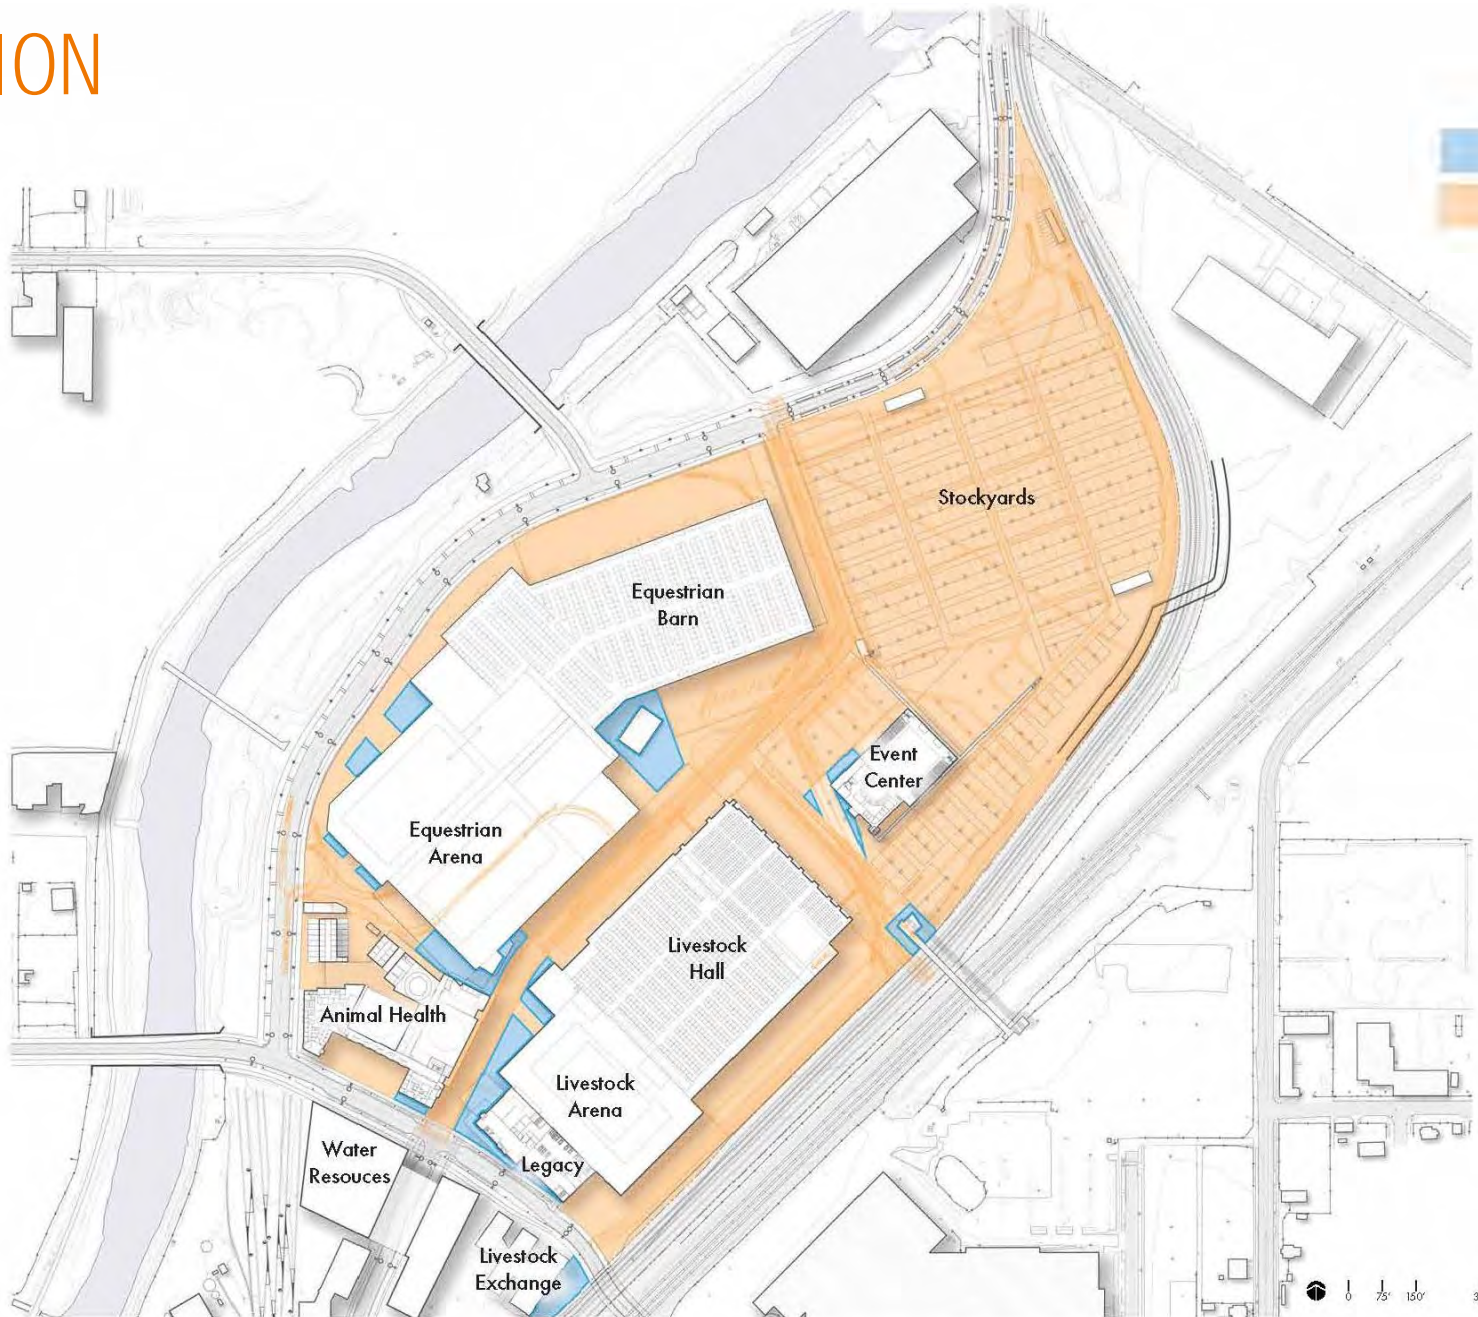 ION
Stockyards
Equestrian
Barn
Event
Center
Equestrian
Arena
Livestock
Hall
Animal Health
Livestock
Arena
Water
Resouces
Legacy
Livestock
Exchange
0 75' 150' 3